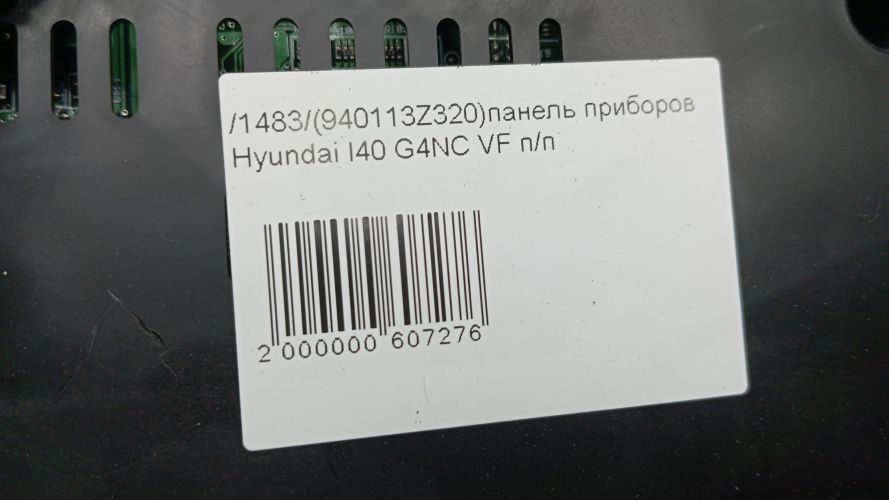 /1483/(940113Z320)панель приборов
Hyundai I40 G4NC VF п/п
2 000000 607276